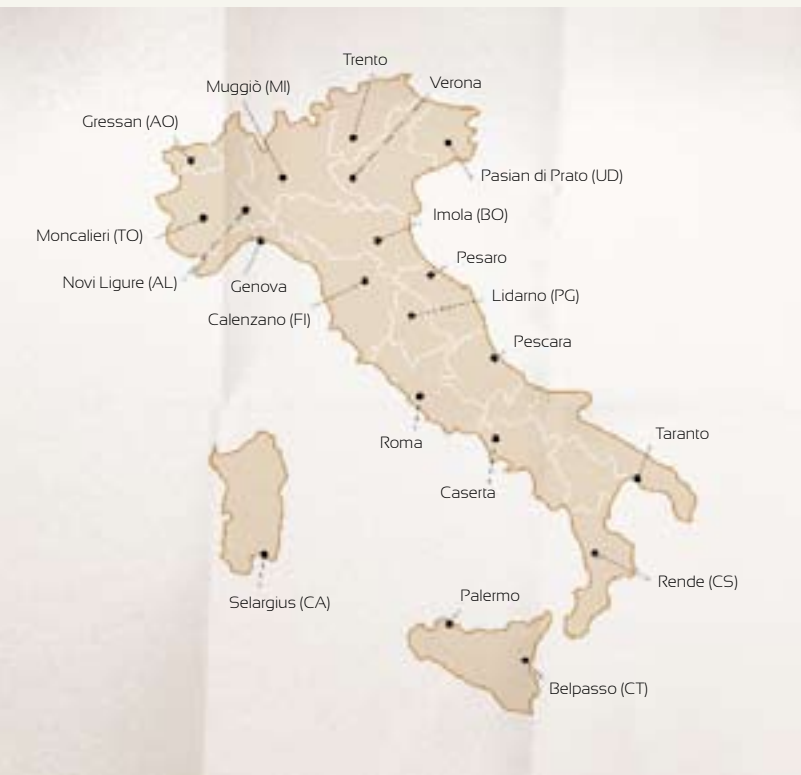 Trento
Verona
Muggiò (MI)
Gressan (AO)
Pasian di Prato (UD)
Imola (BO)
Moncalieri (TO)
Pesaro
Novi Ligure (AL)
Genova
Lidarno (PG)
Calenzano (FI)
Pescara
Taranto
Roma
Caserta
Rende (CS)
Palermo
Selargius (CA)
Belpasso (CT)